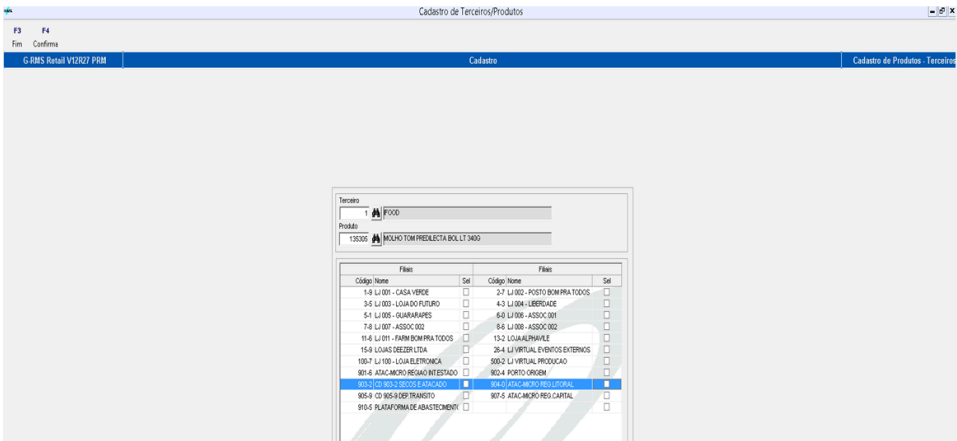 Cadastro de Terceiros/Produtos
F3 F4
Fim Confirma
G-RMS Retail V12R27 PRM Cadastro Cadastro de Produtos - Terceiros
Terceiro
1 IFOOD
Produto
135305 MOLHO TOM PREDILECTA BOL LT 340G
Filiais Filiais
Código Nome Sel Código Nome Sel
1-9 LJ 001 - CASA VERDE 2-7 LJ 002 - POSTO BOM PRA TODOS
3-5 LJ 003 - LOJA DO FUTURO 4-3 LJ 004 - LIBERDADE
5-1 LJ 005 - GUARARAPES 6-0 LJ 006 - ASSOC 001
7-8 LJ 007 - ASSOC 002 8-6 LJ 008 - ASSOC 002
11-6 LJ 011 - FARM BOM PRA TODOS 13-2 LOJA ALPHAVILE
15-9 LOJAS DEEZER LTDA 26-4 LJ VIRTUAL EVENTOS EXTERNOS
100-7 LJ 100 - LOJA ELETRONICA 500-2 LJ VIRTUAL PRODUCAO
901-6 ATAC-MICRO REGIAO INT.ESTADO 902-4 PORTO ORIGEM
903-2 CD 903-2 SECOS E ATACADO 904-0 ATAC-MICRO REG LITORAL
905-9 CD 905-9 DEP.TRANSITO 907-5 ATAC-MICRO REG.CAPITAL
910-5 PLATAFORMA DE ABASTECIMENT(